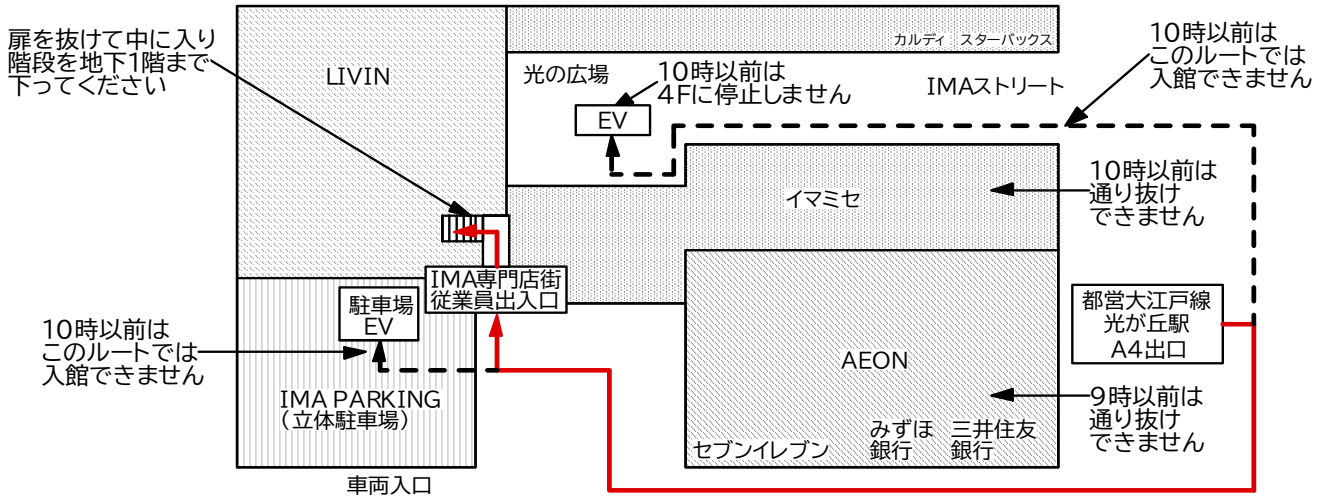 扉を抜けて中に入り
階段を地下1階まで
下ってください
LIVIN
カルディ スターバックス
光の広場
10時以前は
4Fに停止しません
EV
IMAストリート
10時以前は
このルートでは
入館できません
イマミセ
10時以前は
通り抜け
できません
IMA専門店街
従業員出入口
駐車場
EV
10時以前は
このルートでは
入館できません
IMA PARKING
(立体駐車場)
車両入口
AEON
セブンイレブン
みずほ
銀行
三井住友
銀行
都営大江戸線
光が丘駅
A4出口
9時以前は
通り抜け
できません